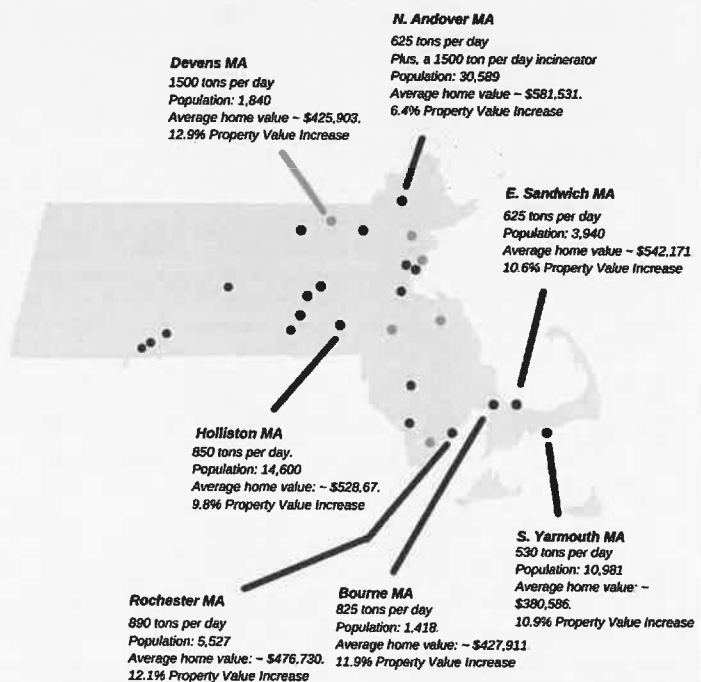 N. Andover MA
625 tons per day
Plus, a 1500 ton per day incinerator
Population: 30,589
Average home value ~ $581,531.
6.4% Property Value Increase
Devens MA
1500 tons per day
Population: 1,840
Average home value ~ $425,903.
12.9% Property Value Increase
E. Sandwich MA
625 tons per day
Population: 3,940
Average home value ~ $542,171
10.6% Property Value Increase
Holliston MA
850 tons per day.
Population: 14,600
Average home value: ~ $528,67.
9.8% Property Value Increase
S. Yarmouth MA
530 tons per day
Population: 10,981
Average home value: ~
$380,586.
10.9% Property Value Increase
Rochester MA
890 tons per day
Population: 5,527
Average home value: ~ $476,730.
12.1% Property Value Increase
Bourne MA
825 tons per day
Population: 1,418.
Average home value: ~ $427,911
11.9% Property Value Increase